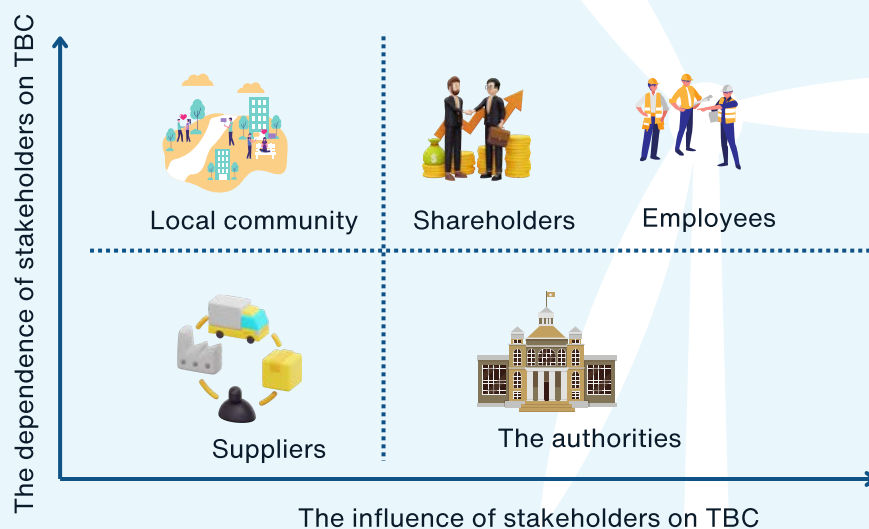 The dependence of stakeholders on TBC
Local community
Shareholders
Employees
Suppliers
The authorities
The influence of stakeholders on TBC